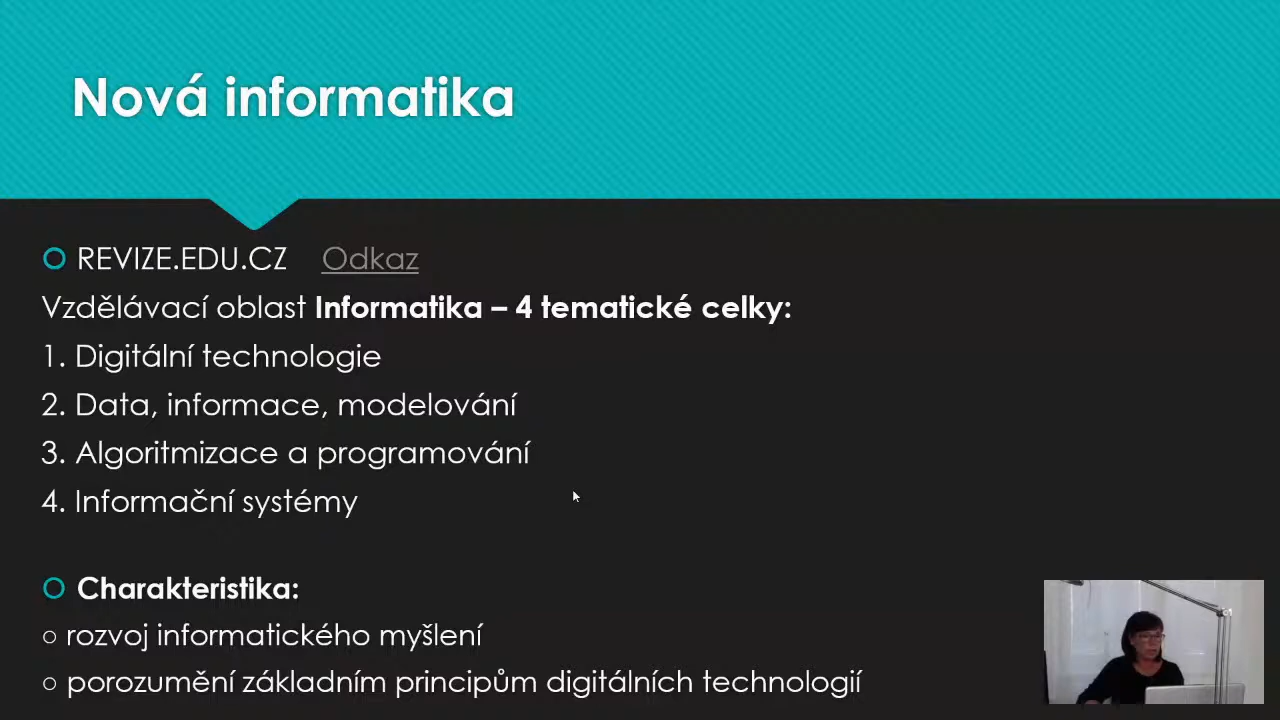 Nová informatika
REVIZE.EDU.CZ Odkaz
Vzdělávací oblast Informatika – 4 tematické celky:
1. Digitální technologie
2. Data, informace, modelování
3. Algoritmizace a programování
4. Informační systémy
Charakteristika:
○ rozvoj informatického myšlení
○ porozumění základním principům digitálních technologií